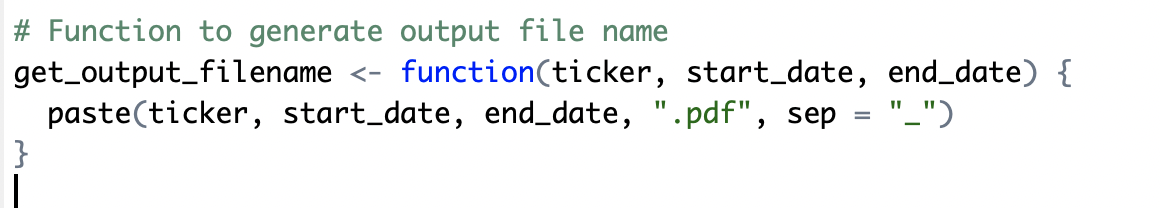 # Function to generate output file name
get_output_filename <- function(ticker, start_date, end_date) {
  paste(ticker, start_date, end_date, ".pdf", sep = "_")
}